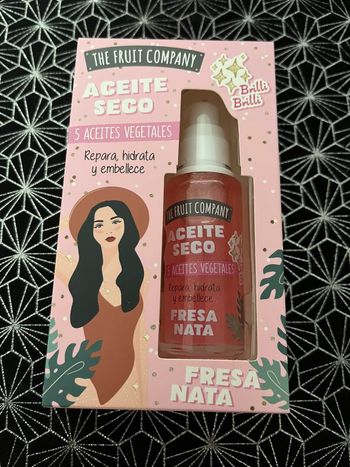 THE FRUIT COMPANY
ACEITE
SECO
5 ACEITES VEGETALES
Repara, hidrata
y embellece
Brilli
Brilli
THE FRUIT COMPANY
ACEITE
SECO
5 ACEITES VEGETALES
Repara, hidrata
y embellece
FRESA
NATA
FRESA
NATA